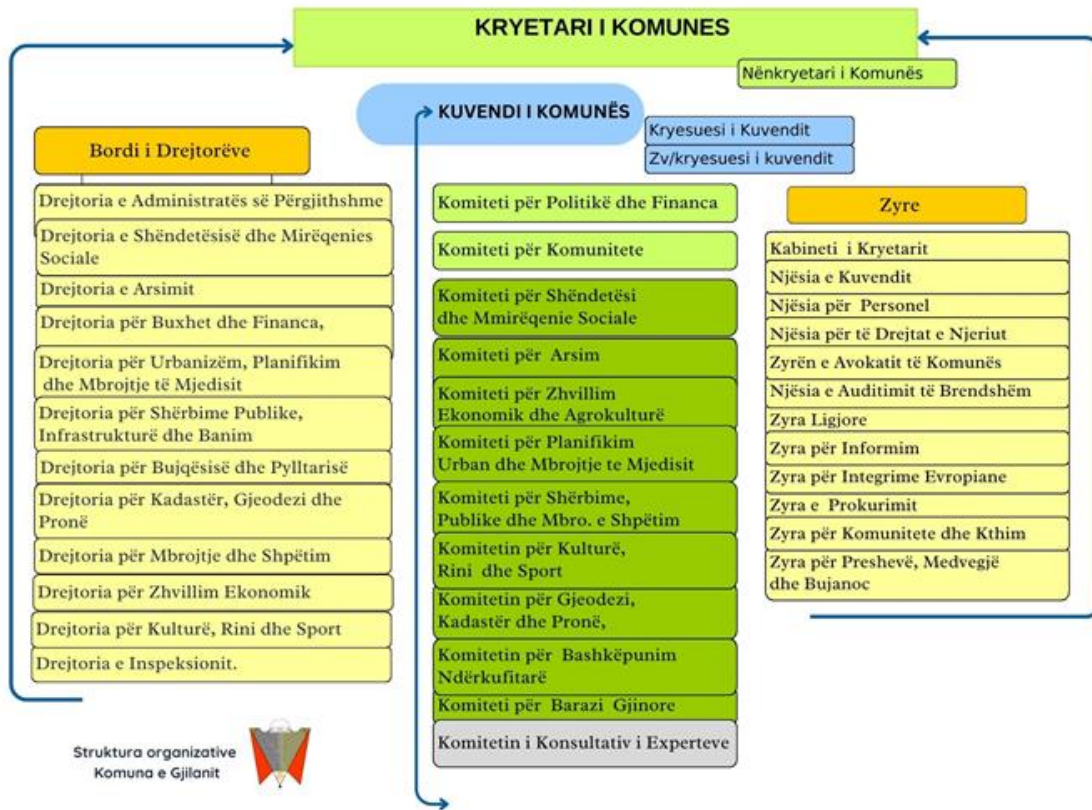 KRYETARI I KOMUNES
Nënkryetari i Komunës
KUVENDI I KOMUNËS
Kryesuesi i Kuvendit
Zv/kryesuesi i kuvendit
Bordi i Drejtorëve
Drejtoria e Administratës së Përgjithshme
Drejtoria e Shëndetësisë dhe Mirëqenies
Sociale
Drejtoria e Arsimit
Drejtoria për Buxhet dhe Financa,
Drejtoria për Urbanizëm, Planifikim
dhe Mbrojtje të Mjedisit
Drejtoria për Shërbime Publike,
Infrastrukturë dhe Banim
Drejtoria për Bujqësisë dhe Pylltarisë
Drejtoria për Kadastër, Gjeodezi dhe
Pronë
Drejtoria për Mbrojtje dhe Shpëtim
Drejtoria për Zhvillim Ekonomik
Drejtoria për Kulturë, Rini dhe Sport
Drejtoria e Inspeksionit.
Komiteti për Politikë dhe Financa
Komiteti për Komunitete
Komiteti për Shëndetësi
dhe Mmirëqenie Sociale
Komiteti për Arsim
Komiteti për Zhvillim
Ekonomik dhe Agrokulturë
Komiteti për Planifikim
Urban dhe Mbrojtje te Mjedisit
Komiteti për Shërbime,
Publike dhe Mbro. e Shpëtim
Komitetin për Kulturë,
Rini dhe Sport
Komitetin për Gjeodezi,
Kadastër dhe Pronë,
Komitetin për Bashkëpunim
Ndërkufitarë
Komiteti për Barazi Gjinore
Komitetin i Konsultativ i Experteve
Zyre
Kabineti i Kryetarit
Njësia e Kuvendit
Njësia për Personel
Njësia për të Drejtat e Njeriut
Zyrën e Avokatit të Komunës
Njësia e Auditimit të Brendshëm
Zyra Ligjore
Zyra për Informim
Zyra për Integrime Evropiane
Zyra e Prokurimit
Zyra për Komunitete dhe Kthim
Zyra për Preshevë, Medvegjë
dhe Bujanoc
Struktura organizative
Komuna e Gjilanit